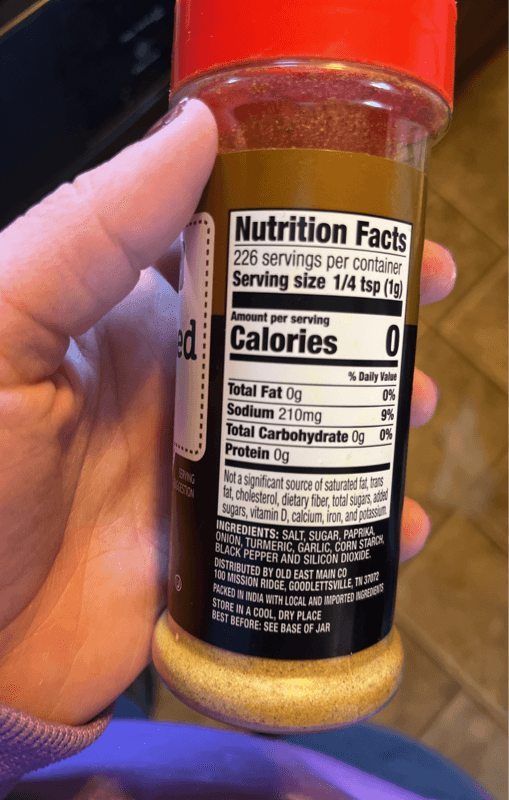 ed
SERVING
Nutrition Facts
226 servings per container
Serving size 1/4 tsp (1g)
Amount per serving
Calories 0
% Daily Value
Total Fat 0g 0%
Sodium 210mg 9%
Total Carbohydrate 0g 0%
Protein 0g
Not a significant source of saturated fat, trans
fat, cholesterol, dietary fiber, total sugars, added
sugars, vitamin D, calcium, iron, and potassium.
INGREDIENTS: SALT, SUGAR, PAPRIKA,
ONION, TURMERIC, GARLIC, CORN STARCH,
BLACK PEPPER AND SILICON DIOXIDE.
DISTRIBUTED BY OLD EAST MAIN CO
100 MISSION RIDGE, GOODLETTSVILLE, TN 37072
PACKED IN INDIA WITH LOCAL AND IMPORTED INGREDIENTS
STORE IN A COOL, DRY PLACE
BEST BEFORE: SEE BASE OF JAR